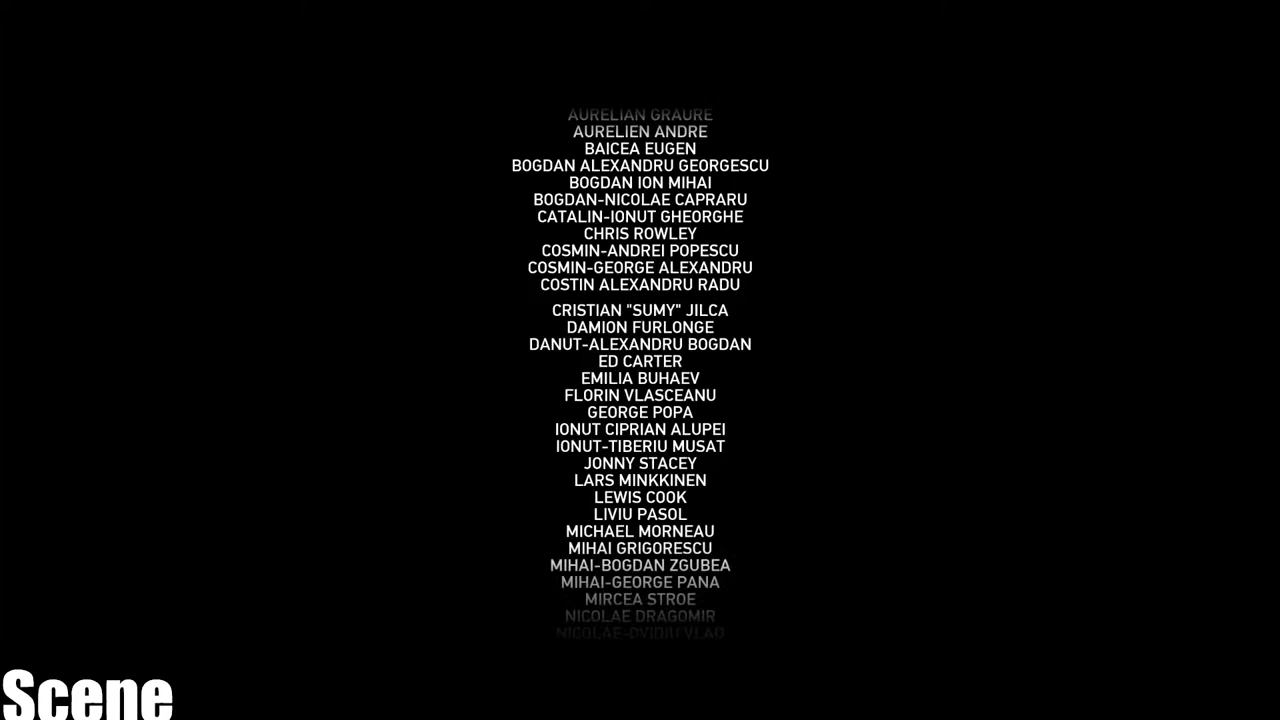 AURELIAN GRAURE
AURELIEN ANDRE
BAICEA EUGEN
BOGDAN ALEXANDRU GEORGESCU
BOGDAN ION MIHAI
BOGDAN-NICOLAE CAPRARU
CATALIN-IONUT GHEORGHE
CHRIS ROWLEY
COSMIN-ANDREI POPESCU
COSMIN-GEORGE ALEXANDRU
COSTIN ALEXANDRU RADU
CRISTIAN "SUMY" JILCA
DAMION FURLONGE
DANUT-ALEXANDRU BOGDAN
ED CARTER
EMILIA BUHAEV
FLORIN VLASCEANU
GEORGE POPA
IONUT CIPRIAN ALUPEI
IONUT-TIBERIU MUSAT
JONNY STACEY
LARS MINKKINEN
LEWIS COOK
LIVIU PASOL
MICHAEL MORNEAU
MIHAI GRIGORESCU
MIHAI-BOGDAN ZGUBEA
MIHAI-GEORGE PANA
MIRCEA STROE
NICOLAE DRAGOMIR
NICOLAE-OVIDIU VLAD
Scene